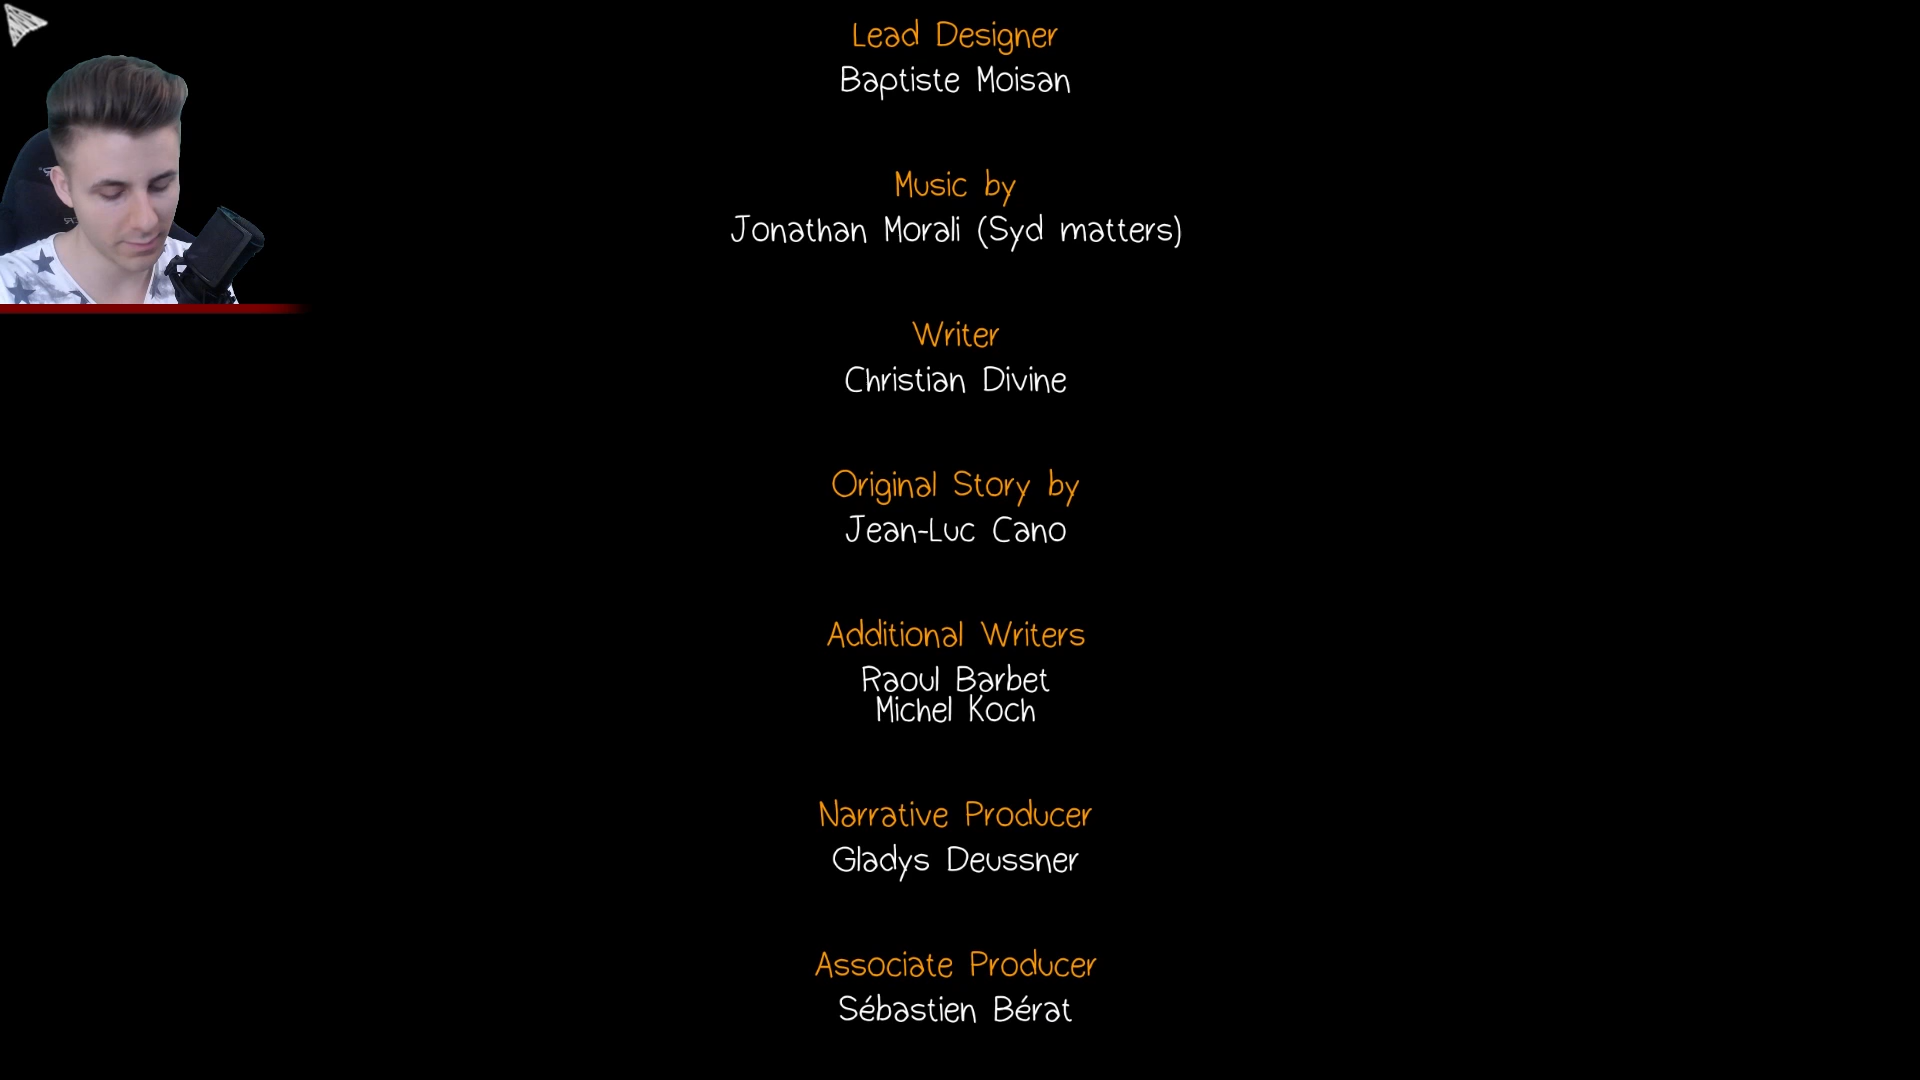 Lead Designer
Baptiste Moisan
Music by
Jonathan Morali (Syd matters)
Writer
Christian Divine
Original Story by
Jean-Luc Cano
Additional Writers
Raoul Barbet
Michel Koch
Narrative Producer
Gladys Deussner
Associate Producer
Sébastien Bérat